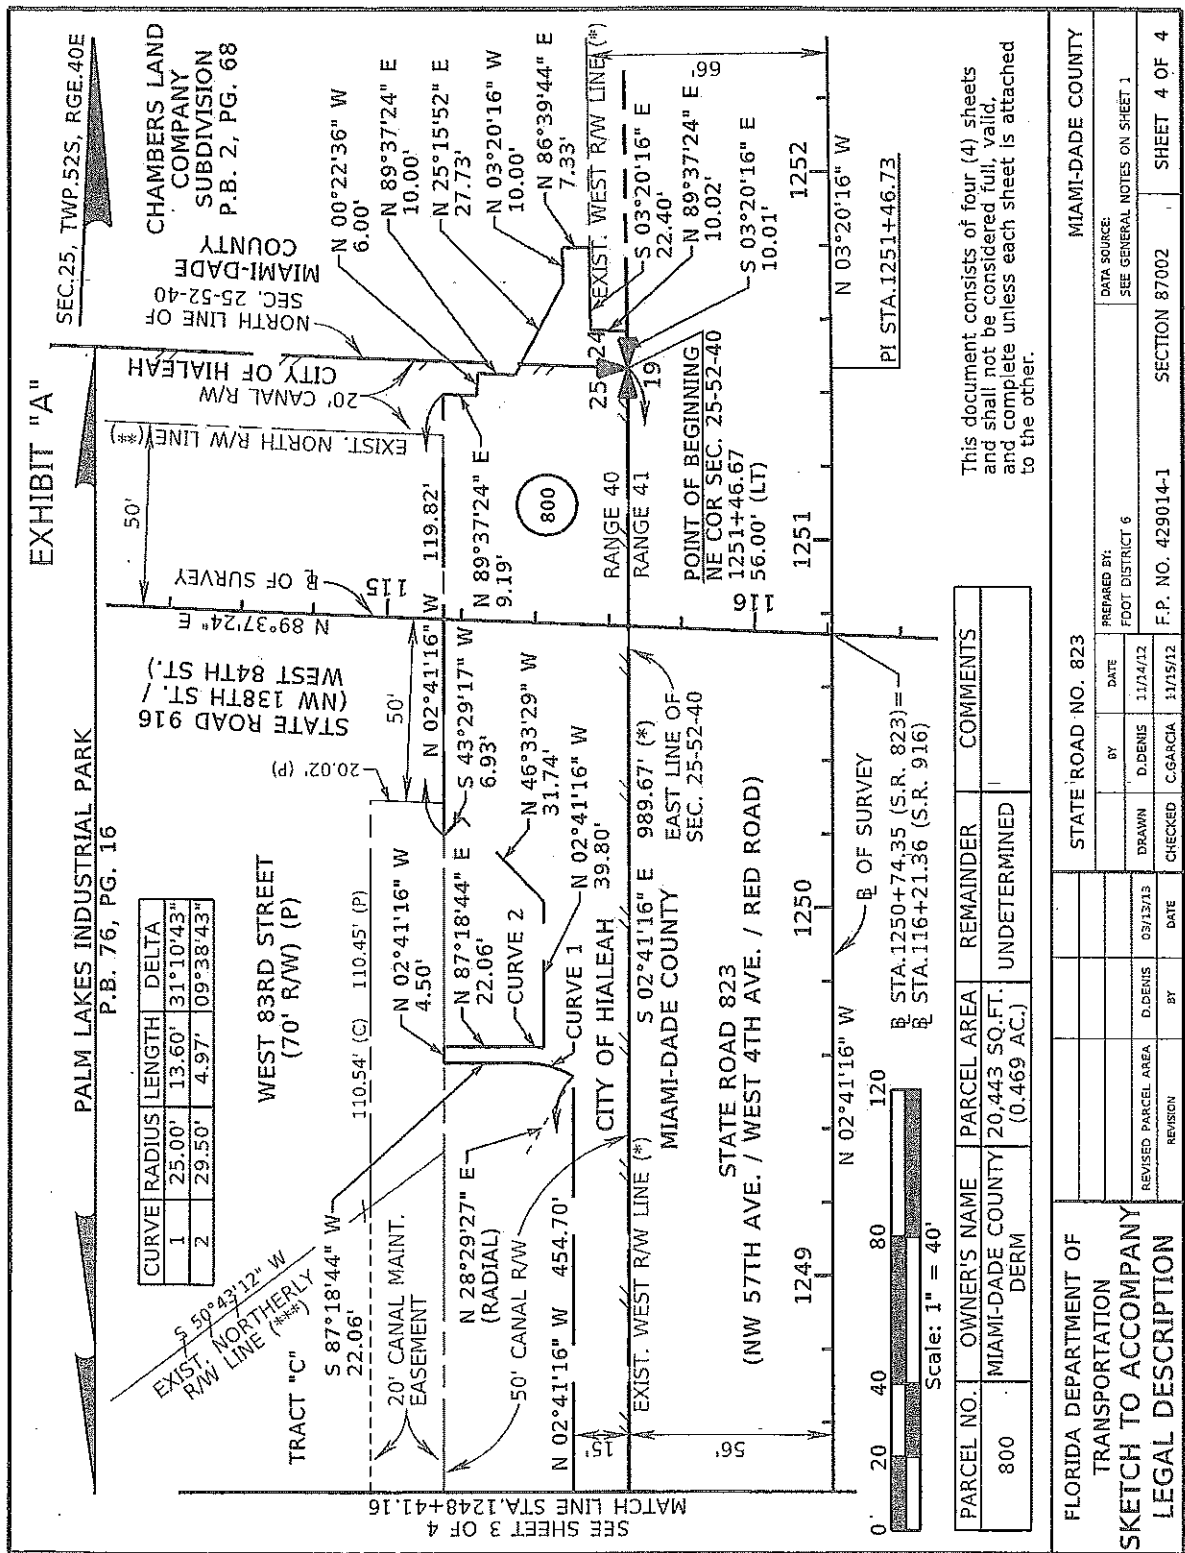 EXHIBIT "A"
PALM LAKES INDUSTRIAL PARK
P.B. 76, PG. 16
SEC.25, TWP.52S, RGE.40E
CHAMBERS LAND
COMPANY
SUBDIVISION
P.B. 2, PG. 68
CURVE RADIUS LENGTH DELTA
1 25.00' 13.60' 31°10'43"
2 29.50' 4.97' 09°38'43"
S 50°43'12" W
EXIST. NORTHERLY
R/W LINE (***)
TRACT "C"
WEST 83RD STREET
(70' R/W) (P)
110.54' (C) 110.45' (P)
20.02' (P)
STATE ROAD 916
(NW 138TH ST. /
WEST 84TH ST.)
N 89°37'24" E
50'
50'
B OF SURVEY
115
116
EXIST. NORTH R/W LINE(**)
20' CANAL R/W
CITY OF HIALEAH
NORTH LINE OF
SEC. 25-52-40
MIAMI-DADE
COUNTY
N 00°22'36" W
6.00'
N 89°37'24" E
10.00'
N 25°15'52" E
27.73'
N 03°20'16" W
10.00'
N 86°39'44" E
7.33'
EXIST. WEST R/W LINE (*)
S 03°20'16" E
22.40'
N 89°37'24" E
10.02'
S 03°20'16" E
10.01'
66'
S 87°18'44" W
22.06'
20' CANAL MAINT.
EASEMENT
N 02°41'16" W
4.50'
N 87°18'44" E
22.06'
CURVE 2
S 43°29'17" W
6.93'
N 46°33'29" W
31.74'
N 02°41'16" W
39.80'
CURVE 1
N 02°41'16" W 119.82'
N 89°37'24" E
9.19'
800
N 28°29'27" E
(RADIAL)
50' CANAL R/W
N 02°41'16" W 454.70'
15'
CITY OF HIALEAH
EXIST. WEST R/W LINE (*)
MIAMI-DADE COUNTY
S 02°41'16" E 989.67' (*)
EAST LINE OF
SEC. 25-52-40
RANGE 40
RANGE 41
25 24
19
POINT OF BEGINNING
NE COR SEC. 25-52-40
1251+46.67
56.00' (LT)
56'
STATE ROAD 823
(NW 57TH AVE. / WEST 4TH AVE. / RED ROAD)
1249
1250
1251
1252
N 02°41'16" W
B OF SURVEY
N 03°20'16" W
PI STA.1251+46.73
B STA.1250+74.35 (S.R. 823)=
B STA.116+21.36 (S.R. 916)
SEE SHEET 3 OF 4
MATCH LINE STA.1248+41.16
0' 20 40 80 120
Scale: 1" = 40'
This document consists of four (4) sheets
and shall not be considered full, valid,
and complete unless each sheet is attached
to the other.
PARCEL NO. OWNER'S NAME PARCEL AREA REMAINDER COMMENTS
800 MIAMI-DADE COUNTY DERM 20,443 SQ.FT. (0.469 AC.) UNDETERMINED
FLORIDA DEPARTMENT OF
TRANSPORTATION
SKETCH TO ACCOMPANY
LEGAL DESCRIPTION
REVISED PARCEL AREA D.DENIS 03/13/13
REVISION BY DATE
STATE ROAD NO. 823 MIAMI-DADE COUNTY
BY DATE
DRAWN D.DENIS 11/14/12
CHECKED C.GARCIA 11/15/12
PREPARED BY:
FDOT DISTRICT 6
DATA SOURCE:
SEE GENERAL NOTES ON SHEET 1
F.P. NO. 429014-1 SECTION 87002 SHEET 4 OF 4